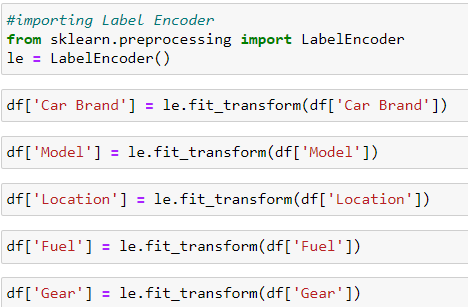 #importing Label Encoder
from sklearn.preprocessing import LabelEncoder
le = LabelEncoder()
df['Car Brand'] = le.fit_transform(df['Car Brand'])
df['Model'] = le.fit_transform(df['Model'])
df['Location'] = le.fit_transform(df['Location'])
df['Fuel'] = le.fit_transform(df['Fuel'])
df['Gear'] = le.fit_transform(df['Gear'])